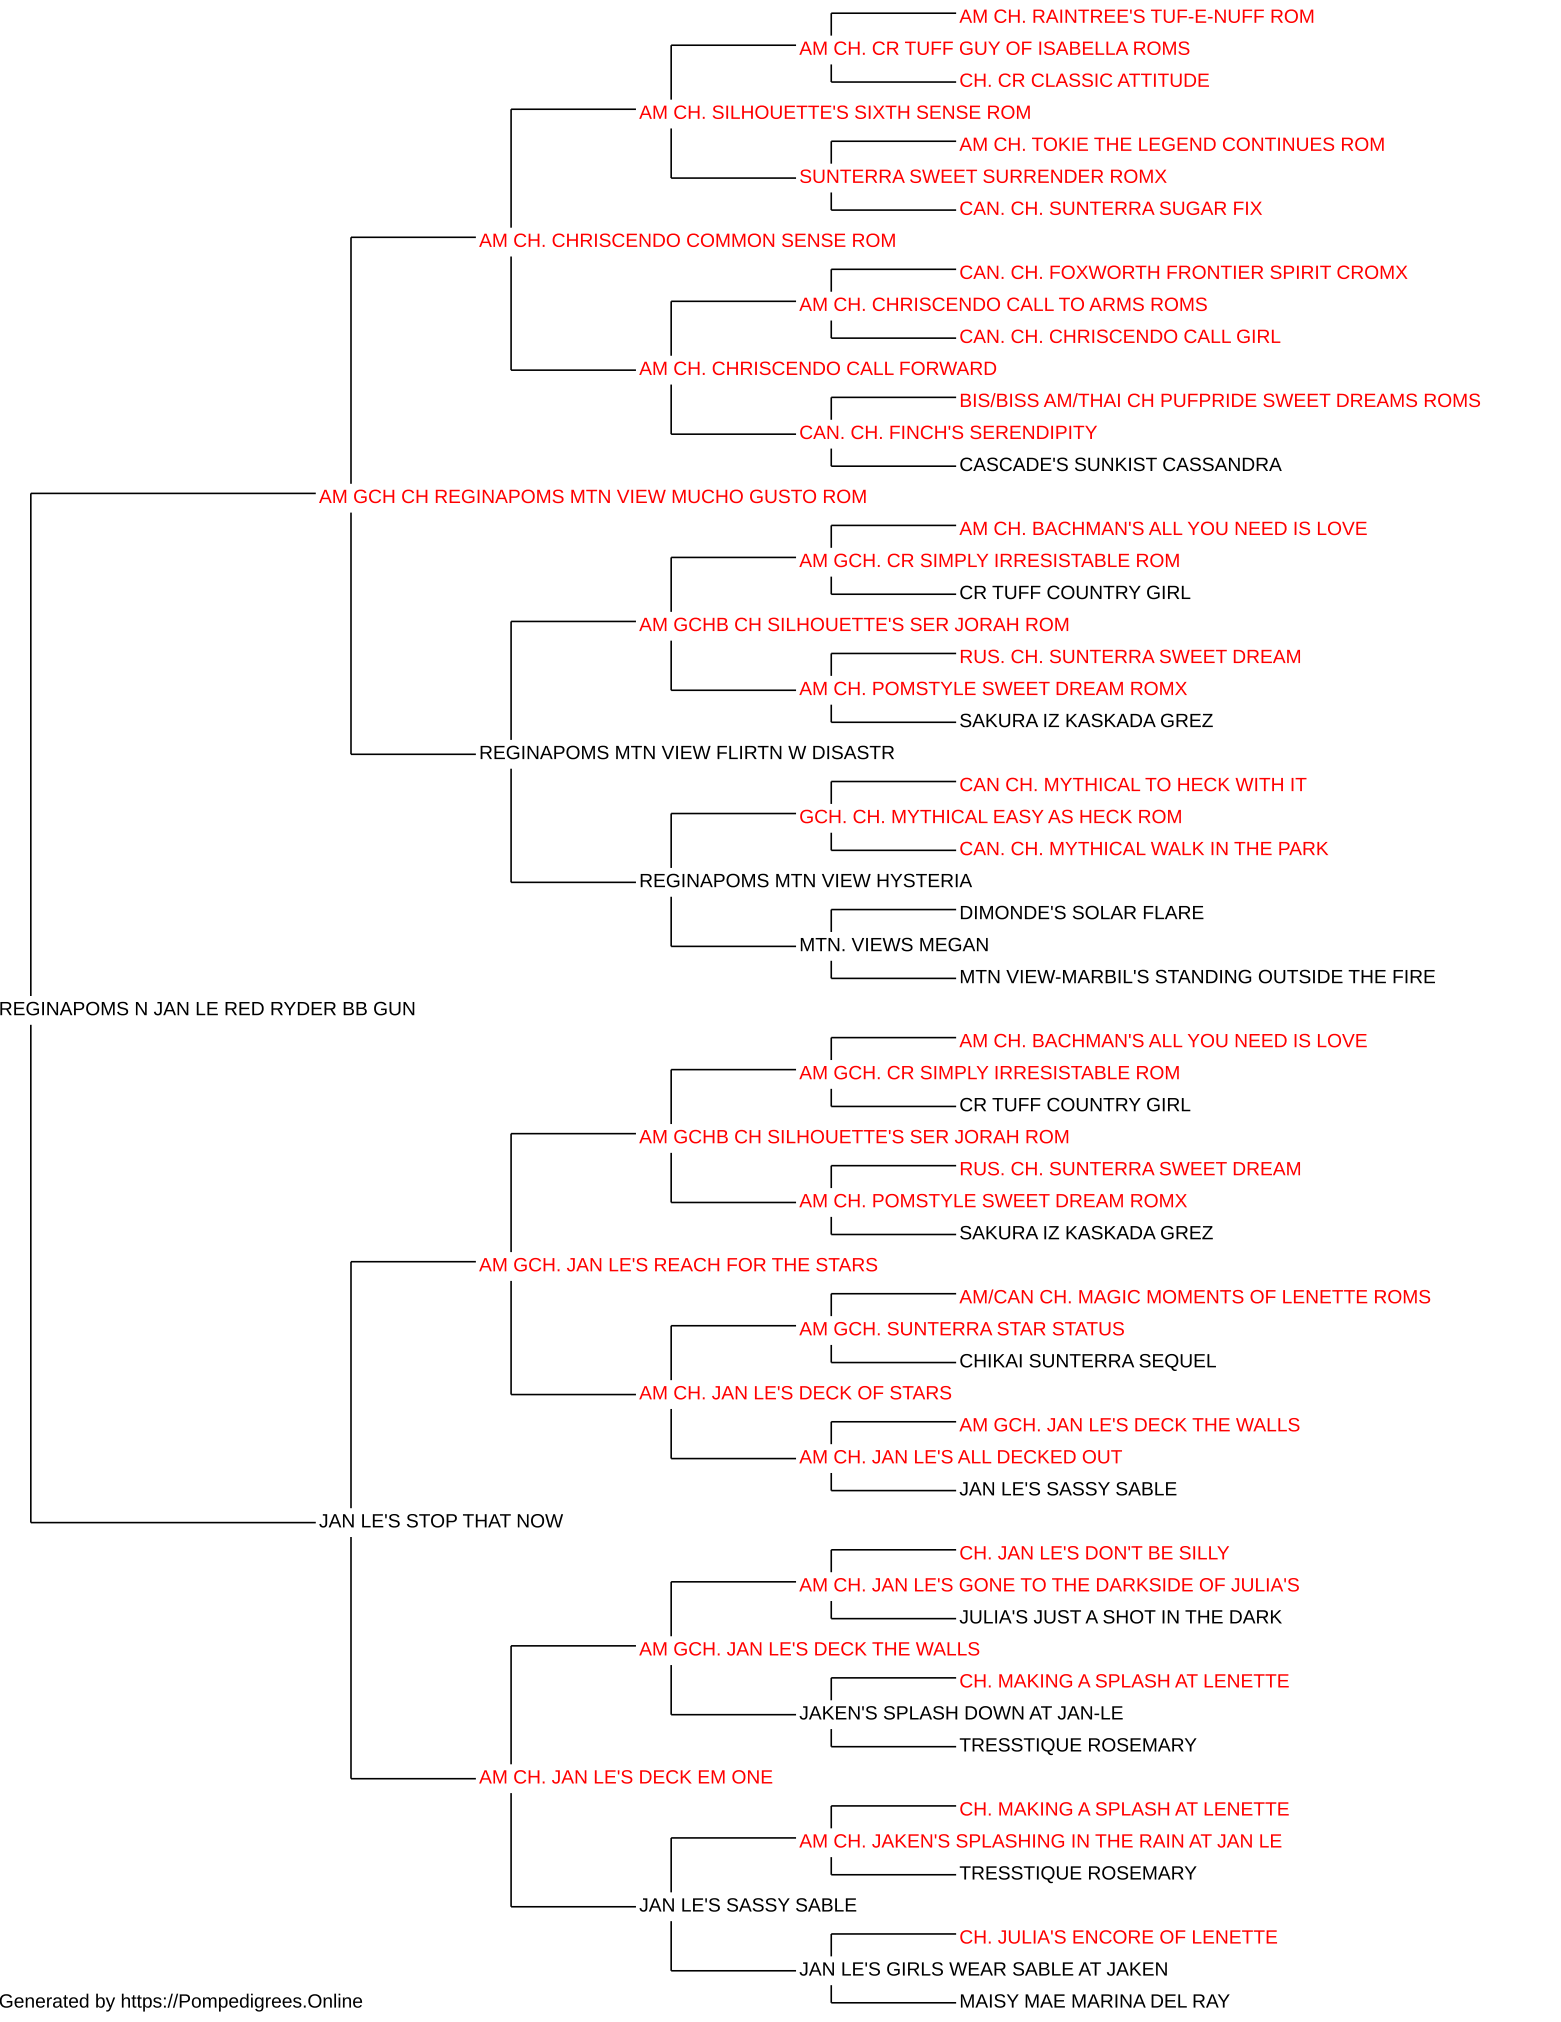 AM CH. RAINTREE'S TUF-E-NUFF ROM
AM CH. CR TUFF GUY OF ISABELLA ROMS
CH. CR CLASSIC ATTITUDE
AM CH. SILHOUETTE'S SIXTH SENSE ROM
AM CH. TOKIE THE LEGEND CONTINUES ROM
SUNTERRA SWEET SURRENDER ROMX
CAN. CH. SUNTERRA SUGAR FIX
AM CH. CHRISCENDO COMMON SENSE ROM
CAN. CH. FOXWORTH FRONTIER SPIRIT CROMX
AM CH. CHRISCENDO CALL TO ARMS ROMS
CAN. CH. CHRISCENDO CALL GIRL
AM CH. CHRISCENDO CALL FORWARD
BIS/BISS AM/THAI CH PUFPRIDE SWEET DREAMS ROMS
CAN. CH. FINCH'S SERENDIPITY
CASCADE'S SUNKIST CASSANDRA
AM GCH CH REGINAPOMS MTN VIEW MUCHO GUSTO ROM
AM CH. BACHMAN'S ALL YOU NEED IS LOVE
AM GCH. CR SIMPLY IRRESISTABLE ROM
CR TUFF COUNTRY GIRL
AM GCHB CH SILHOUETTE'S SER JORAH ROM
RUS. CH. SUNTERRA SWEET DREAM
AM CH. POMSTYLE SWEET DREAM ROMX
SAKURA IZ KASKADA GREZ
REGINAPOMS MTN VIEW FLIRTN W DISASTR
CAN CH. MYTHICAL TO HECK WITH IT
GCH. CH. MYTHICAL EASY AS HECK ROM
CAN. CH. MYTHICAL WALK IN THE PARK
REGINAPOMS MTN VIEW HYSTERIA
DIMONDE'S SOLAR FLARE
MTN. VIEWS MEGAN
MTN VIEW-MARBIL'S STANDING OUTSIDE THE FIRE
REGINAPOMS N JAN LE RED RYDER BB GUN
AM CH. BACHMAN'S ALL YOU NEED IS LOVE
AM GCH. CR SIMPLY IRRESISTABLE ROM
CR TUFF COUNTRY GIRL
AM GCHB CH SILHOUETTE'S SER JORAH ROM
RUS. CH. SUNTERRA SWEET DREAM
AM CH. POMSTYLE SWEET DREAM ROMX
SAKURA IZ KASKADA GREZ
AM GCH. JAN LE'S REACH FOR THE STARS
AM/CAN CH. MAGIC MOMENTS OF LENETTE ROMS
AM GCH. SUNTERRA STAR STATUS
CHIKAI SUNTERRA SEQUEL
AM CH. JAN LE'S DECK OF STARS
AM GCH. JAN LE'S DECK THE WALLS
AM CH. JAN LE'S ALL DECKED OUT
JAN LE'S SASSY SABLE
JAN LE'S STOP THAT NOW
CH. JAN LE'S DON'T BE SILLY
AM CH. JAN LE'S GONE TO THE DARKSIDE OF JULIA'S
JULIA'S JUST A SHOT IN THE DARK
AM GCH. JAN LE'S DECK THE WALLS
CH. MAKING A SPLASH AT LENETTE
JAKEN'S SPLASH DOWN AT JAN-LE
TRESSTIQUE ROSEMARY
AM CH. JAN LE'S DECK EM ONE
CH. MAKING A SPLASH AT LENETTE
AM CH. JAKEN'S SPLASHING IN THE RAIN AT JAN LE
TRESSTIQUE ROSEMARY
JAN LE'S SASSY SABLE
CH. JULIA'S ENCORE OF LENETTE
JAN LE'S GIRLS WEAR SABLE AT JAKEN
MAISY MAE MARINA DEL RAY
Generated by https://Pompedigrees.Online